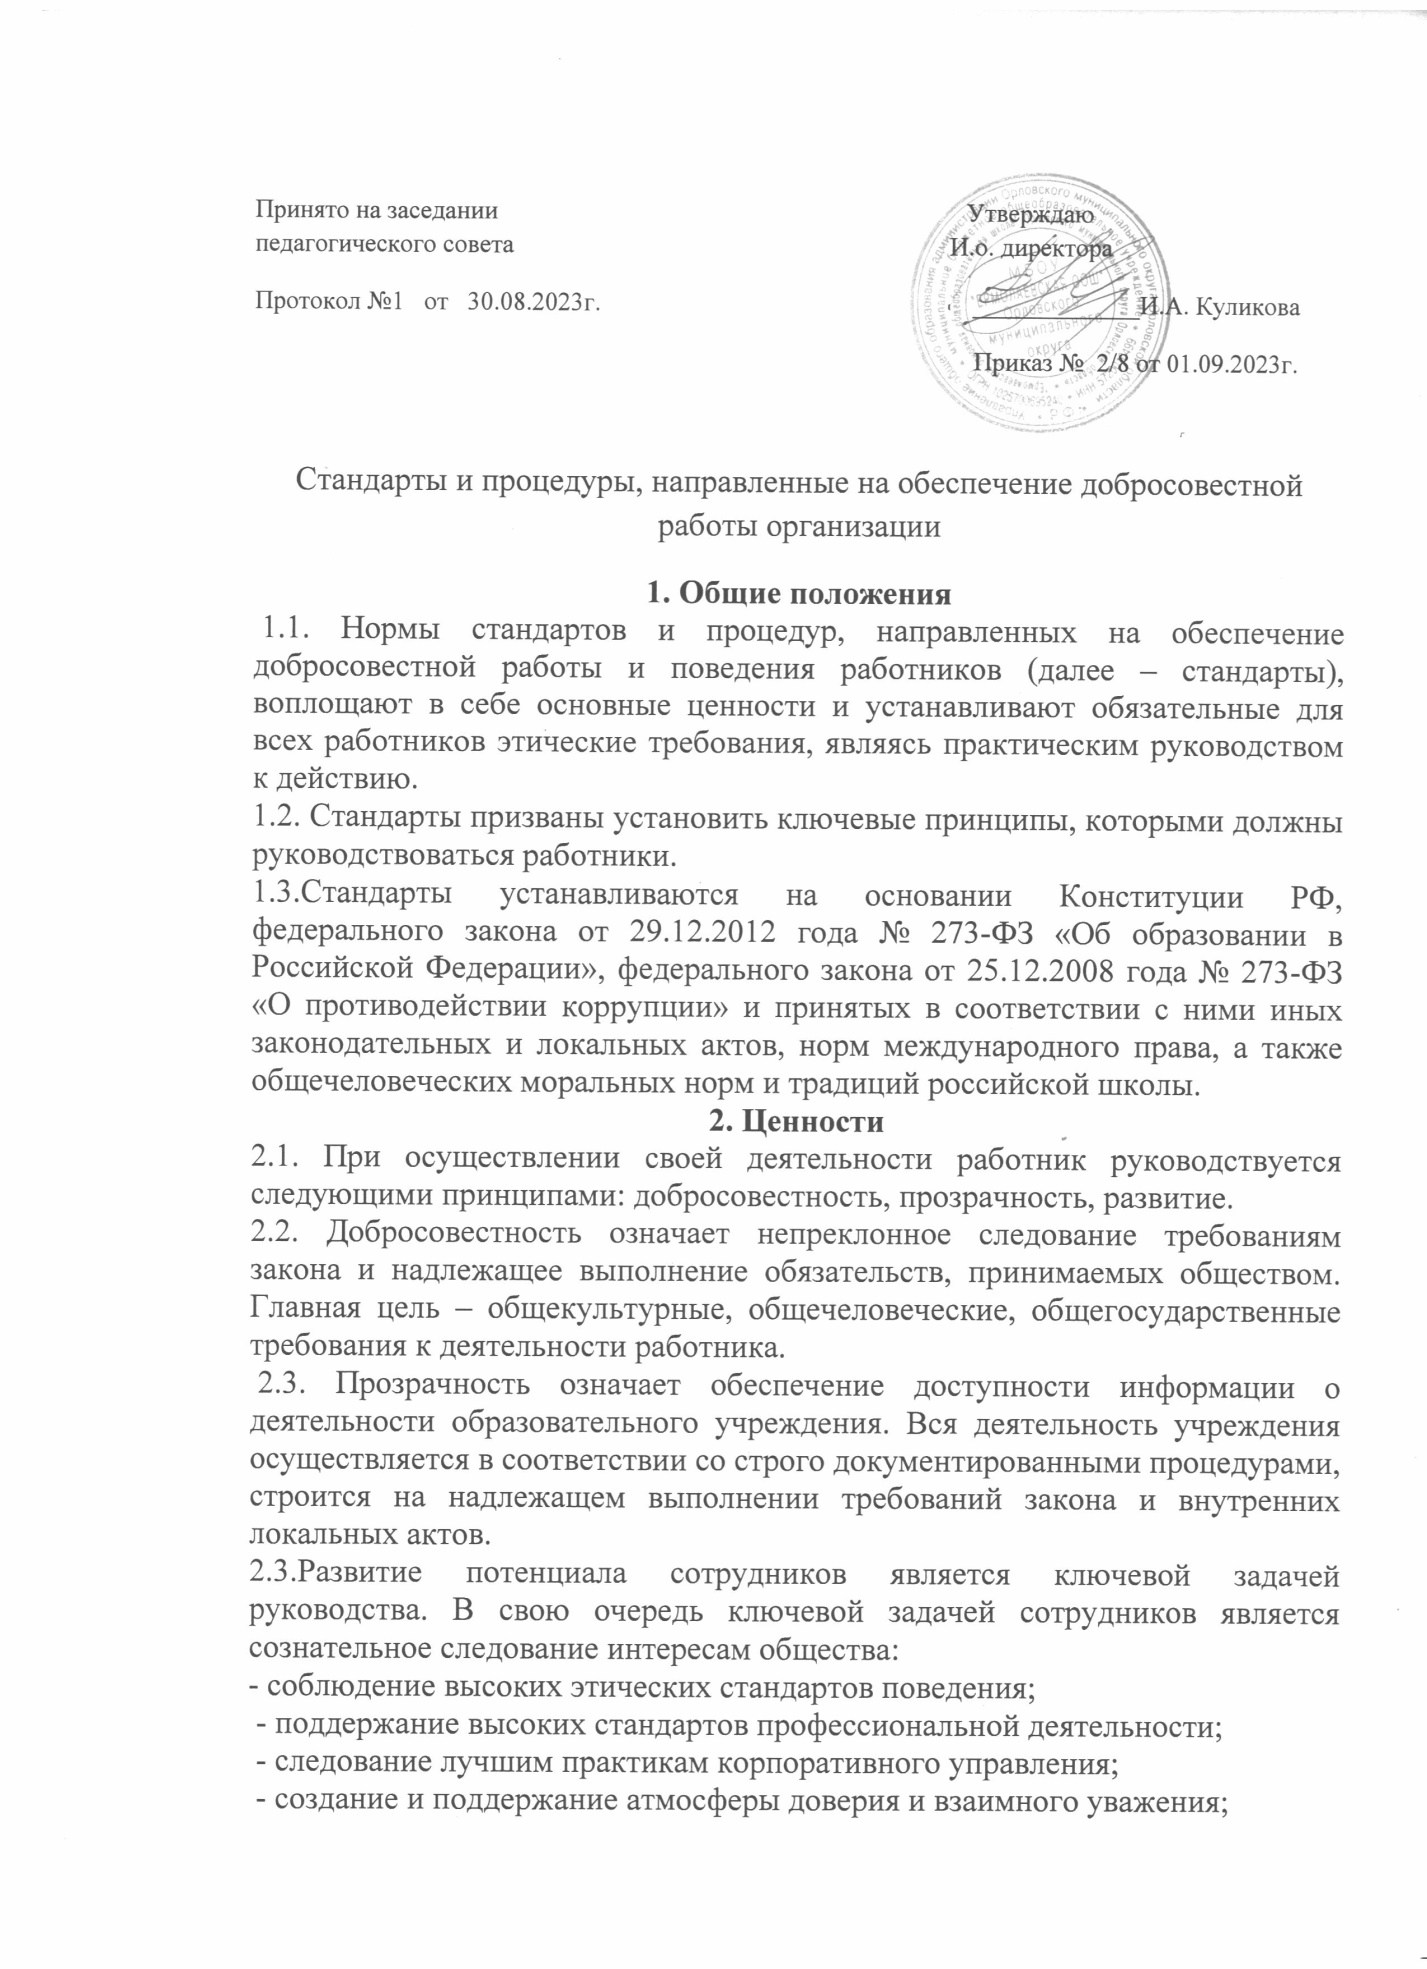 Принято на заседании
педагогического совета
Протокол №1 от 30.08.2023г.
Утверждаю
И.о. директора
И.А. Куликова
Приказ № 2/8 от 01.09.2023г.
МБОУ
"ЕРМОЛАЕВСКАЯ ООШ"
Орловского
муниципального
округа
Стандарты и процедуры, направленные на обеспечение добросовестной
работы организации
1. Общие положения
1.1. Нормы стандартов и процедур, направленных на обеспечение
добросовестной работы и поведения работников (далее – стандарты),
воплощают в себе основные ценности и устанавливают обязательные для
всех работников этические требования, являясь практическим руководством
к действию.
1.2. Стандарты призваны установить ключевые принципы, которыми должны
руководствоваться работники.
1.3.Стандарты устанавливаются на основании Конституции РФ,
федерального закона от 29.12.2012 года № 273-ФЗ «Об образовании в
Российской Федерации», федерального закона от 25.12.2008 года № 273-ФЗ
«О противодействии коррупции» и принятых в соответствии с ними иных
законодательных и локальных актов, норм международного права, а также
общечеловеческих моральных норм и традиций российской школы.
2. Ценности
2.1. При осуществлении своей деятельности работник руководствуется
следующими принципами: добросовестность, прозрачность, развитие.
2.2. Добросовестность означает непреклонное следование требованиям
закона и надлежащее выполнение обязательств, принимаемых обществом.
Главная цель – общекультурные, общечеловеческие, общегосударственные
требования к деятельности работника.
2.3. Прозрачность означает обеспечение доступности информации о
деятельности образовательного учреждения. Вся деятельность учреждения
осуществляется в соответствии со строго документированными процедурами,
строится на надлежащем выполнении требований закона и внутренних
локальных актов.
2.3.Развитие потенциала сотрудников является ключевой задачей
руководства. В свою очередь ключевой задачей сотрудников является
сознательное следование интересам общества:
- соблюдение высоких этических стандартов поведения;
- поддержание высоких стандартов профессиональной деятельности;
- следование лучшим практикам корпоративного управления;
- создание и поддержание атмосферы доверия и взаимного уважения;